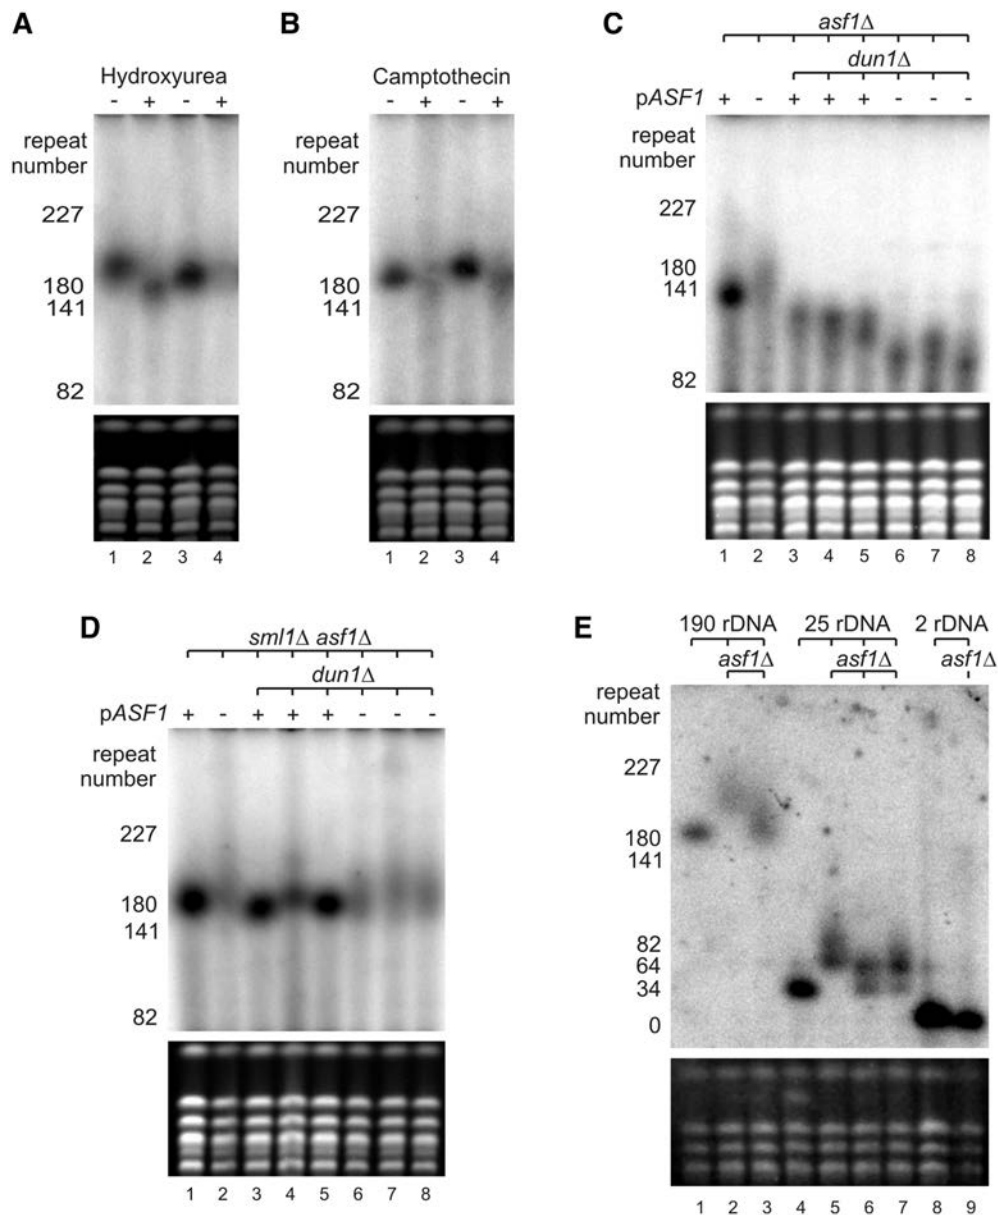 A
Hydroxyurea
- + - +
repeat
number
227
180
141
82
1 2 3 4
B
Camptothecin
- + - +
repeat
number
227
180
141
82
1 2 3 4
C
asf1Δ
dun1Δ
pASF1 + - + + + - - -
repeat
number
227
180
141
82
1 2 3 4 5 6 7 8
D
sml1Δ asf1Δ
dun1Δ
pASF1 + - + + + - - -
repeat
number
227
180
141
82
1 2 3 4 5 6 7 8
E
190 rDNA 25 rDNA 2 rDNA
asf1Δ asf1Δ asf1Δ
repeat
number
227
180
141
82
64
34
0
1 2 3 4 5 6 7 8 9